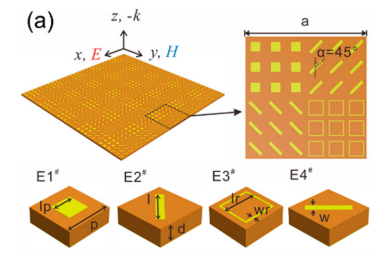 (a)
z, -k
x, E
y, H
a
α=45°
E1#
E2#
E3#
E4#
lp
p
l
d
lr
wr
w